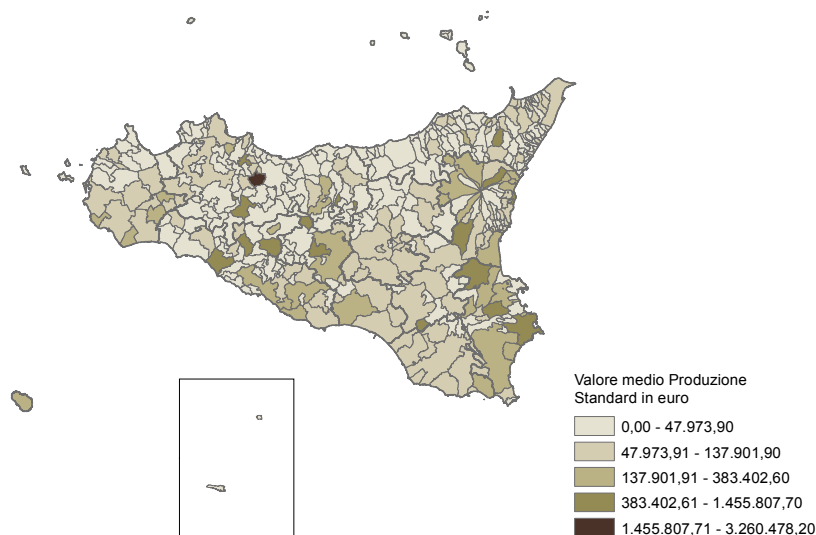 Valore medio Produzione
Standard in euro
0,00 - 47.973,90
47.973,91 - 137.901,90
137.901,91 - 383.402,60
383.402,61 - 1.455.807,70
1.455.807,71 - 3.260.478,20